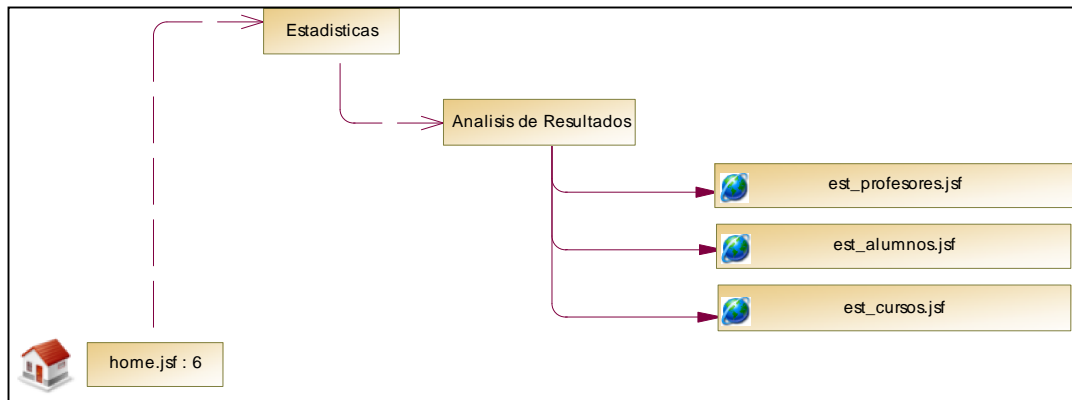 Estadisticas
Analisis de Resultados
est_profesores.jsf
est_alumnos.jsf
est_cursos.jsf
home.jsf : 6